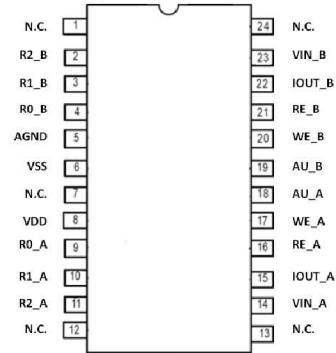 N.C. 1 24 N.C.
R2_B 2 23 VIN_B
R1_B 3 22 IOUT_B
R0_B 4 21 RE_B
AGND 5 20 WE_B
VSS 6 19 AU_B
N.C. 7 18 AU_A
VDD 8 17 WE_A
R0_A 9 16 RE_A
R1_A 10 15 IOUT_A
R2_A 11 14 VIN_A
N.C. 12 13 N.C.